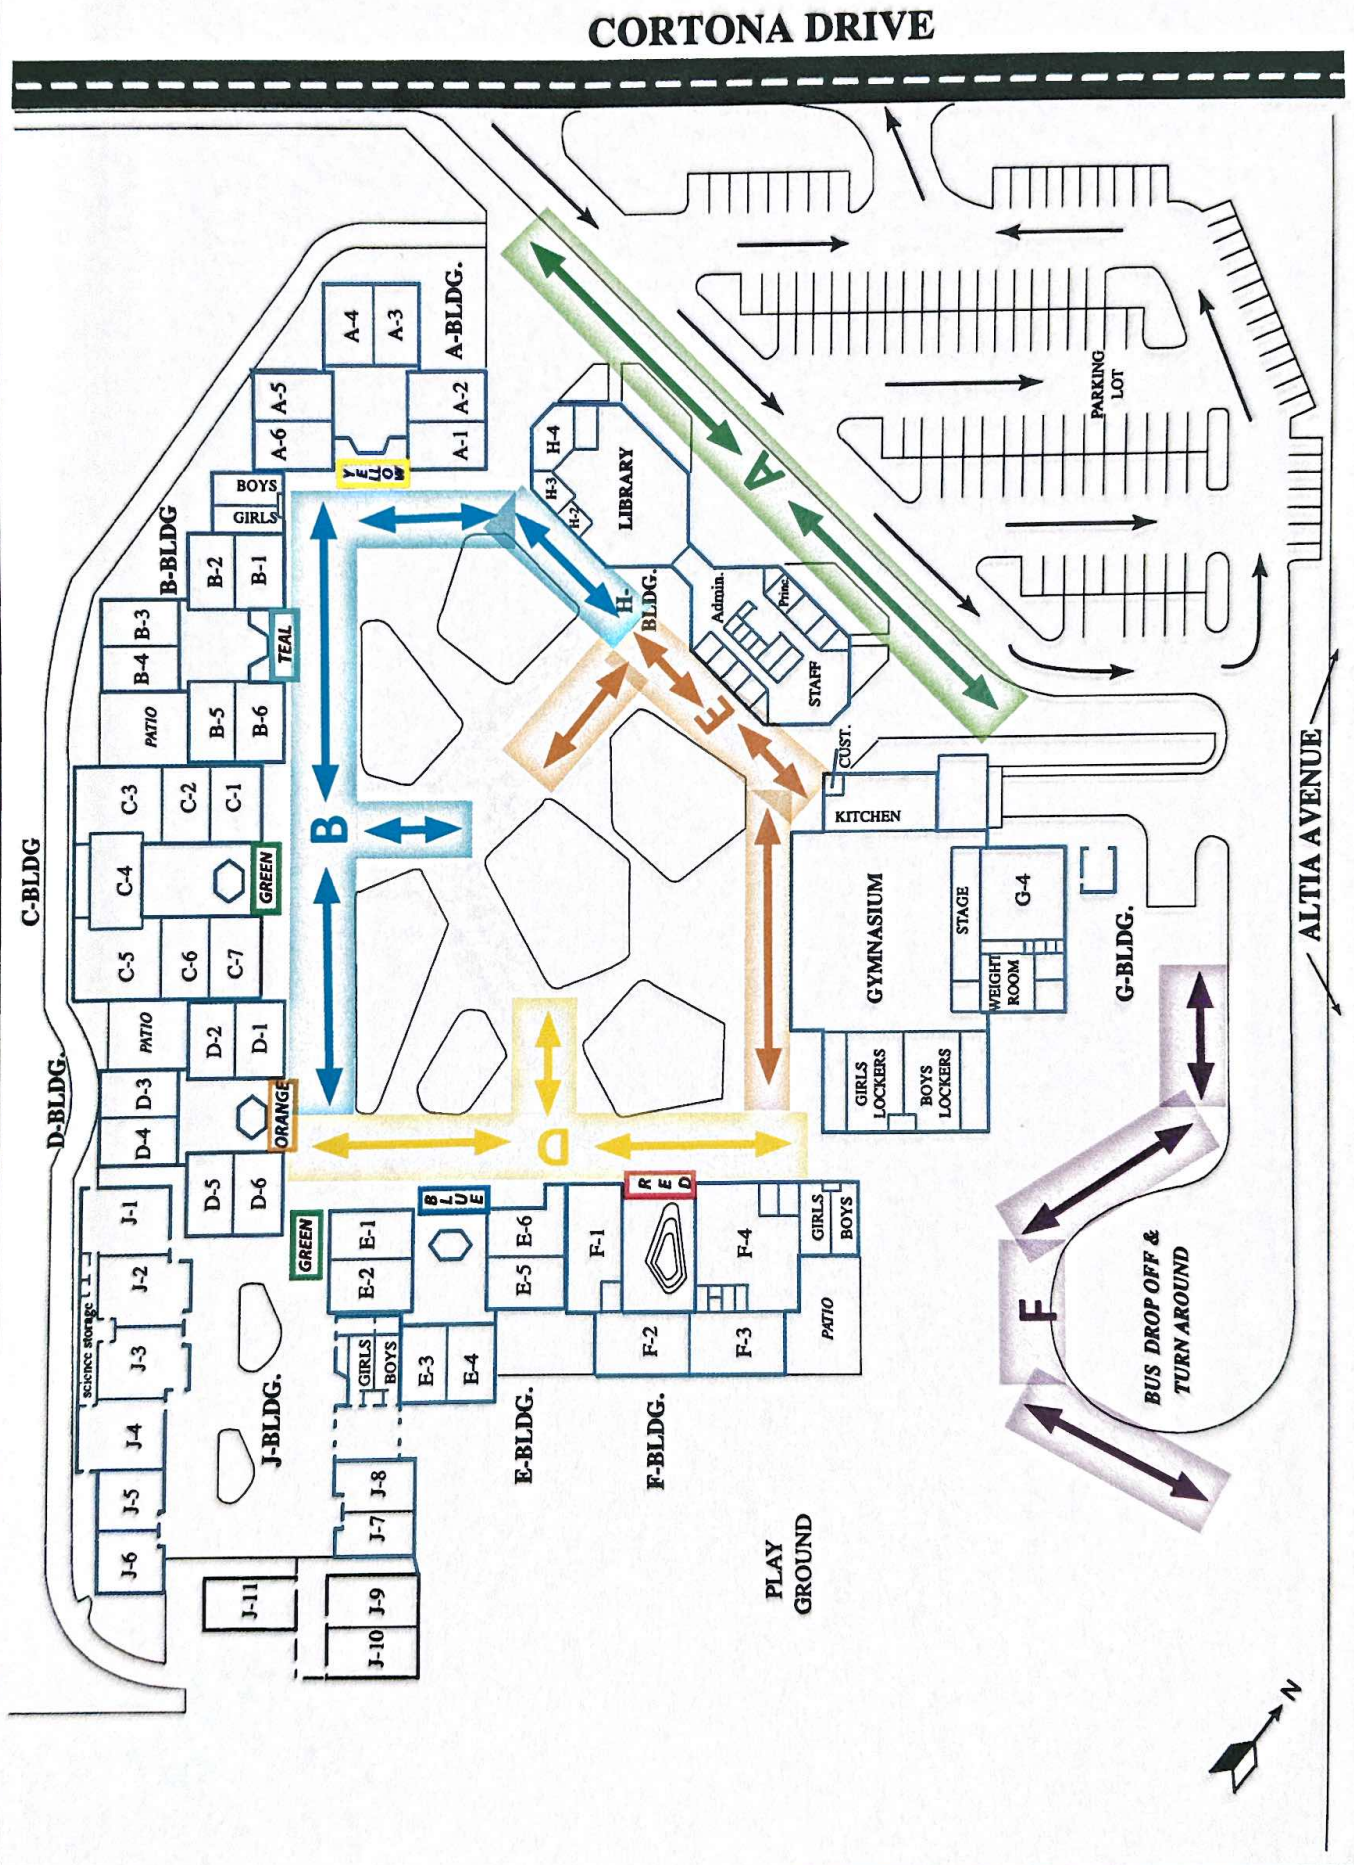 CORTONA DRIVE
A-4
A-3
A-BLDG.
A-5
A-6
A-2
A-1
YELLOW
BOYS
GIRLS
B-BLDG
B-2
B-1
B-3
B-4
TEAL
PATIO
B-5
B-6
H-4
H-3
H-2
LIBRARY
H-
BLDG.
Admin.
Princ.
STAFF
A
PARKING
LOT
ALTIA AVENUE
C-BLDG
C-3
C-2
C-1
C-4
GREEN
C-5
C-6
C-7
B
E
CUST.
KITCHEN
GYMNASIUM
STAGE
G-4
WEIGHT
ROOM
G-BLDG.
GIRLS
LOCKERS
BOYS
LOCKERS
D-BLDG.
PATIO
D-2
D-1
D-3
D-4
ORANGE
D-5
D-6
D
J-1
J-2
science storage
J-3
J-4
J-5
J-6
J-BLDG.
GREEN
E-1
E-2
BLUE
E-6
E-5
GIRLS
BOYS
E-3
E-4
E-BLDG.
F-1
RED
F-4
F-2
F-3
F-BLDG.
GIRLS
BOYS
PATIO
F
BUS DROP OFF &
TURN AROUND
J-8
J-7
J-11
J-9
J-10
PLAY
GROUND
N